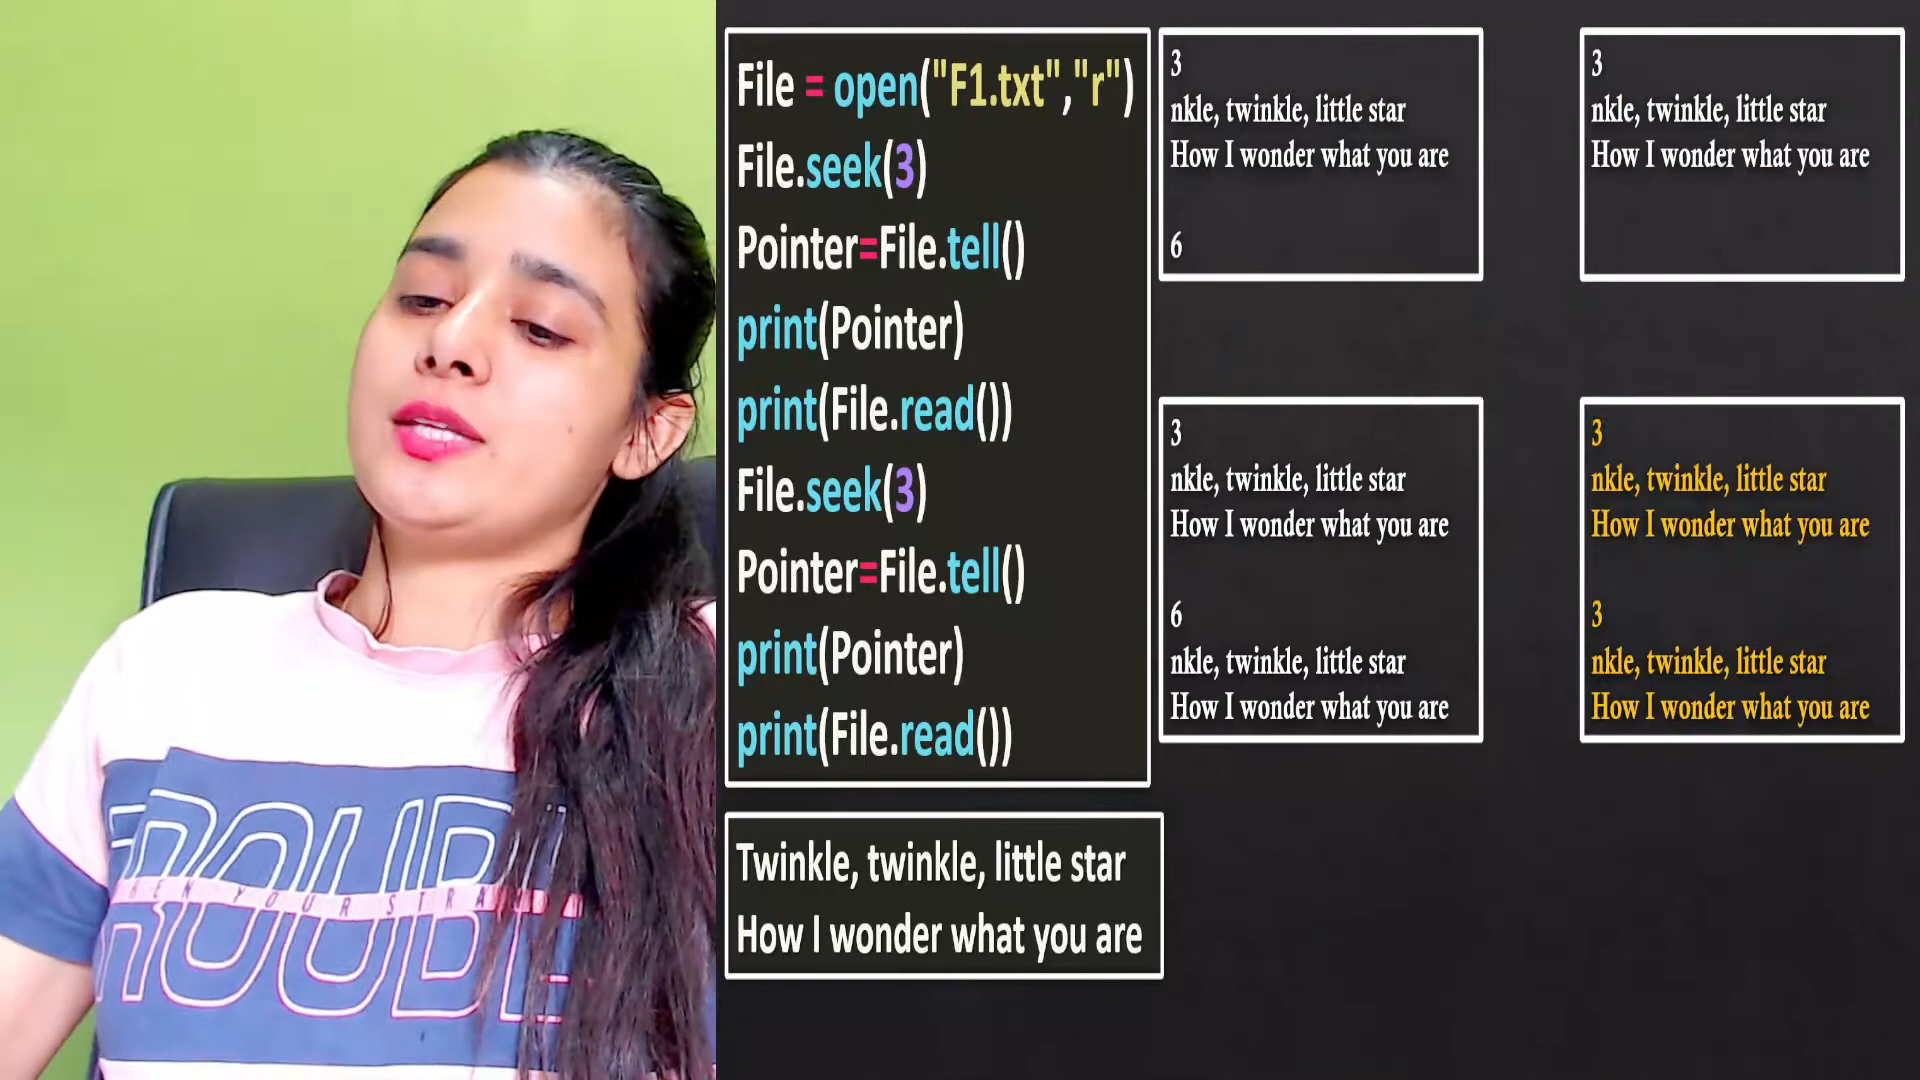 File = open("F1.txt","r")
File.seek(3)
Pointer=File.tell()
print(Pointer)
print(File.read())
File.seek(3)
Pointer=File.tell()
print(Pointer)
print(File.read())
Twinkle, twinkle, little star
How I wonder what you are
3
nkle, twinkle, little star
How I wonder what you are
6
3
nkle, twinkle, little star
How I wonder what you are
3
nkle, twinkle, little star
How I wonder what you are
6
nkle, twinkle, little star
How I wonder what you are
3
nkle, twinkle, little star
How I wonder what you are
3
nkle, twinkle, little star
How I wonder what you are